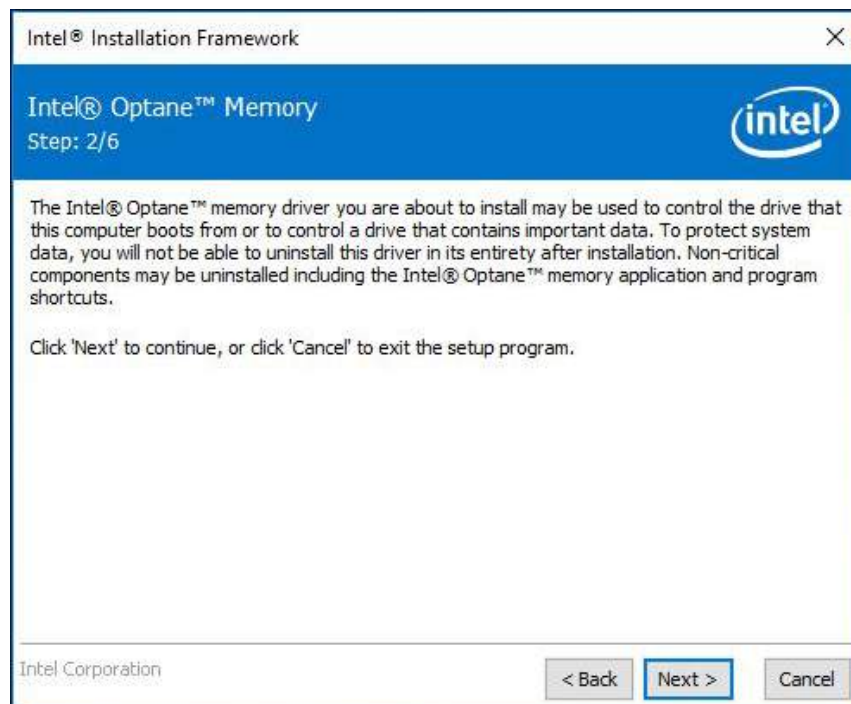 Intel® Installation Framework
Intel® Optane™ Memory
intel
Step: 2/6
The Intel® Optane™ memory driver you are about to install may be used to control the drive that
this computer boots from or to control a drive that contains important data. To protect system
data, you will not be able to uninstall this driver in its entirety after installation. Non-critical
components may be uninstalled including the Intel® Optane™ memory application and program
shortcuts.
Click 'Next' to continue, or click 'Cancel' to exit the setup program.
Intel Corporation
< Back Next > Cancel